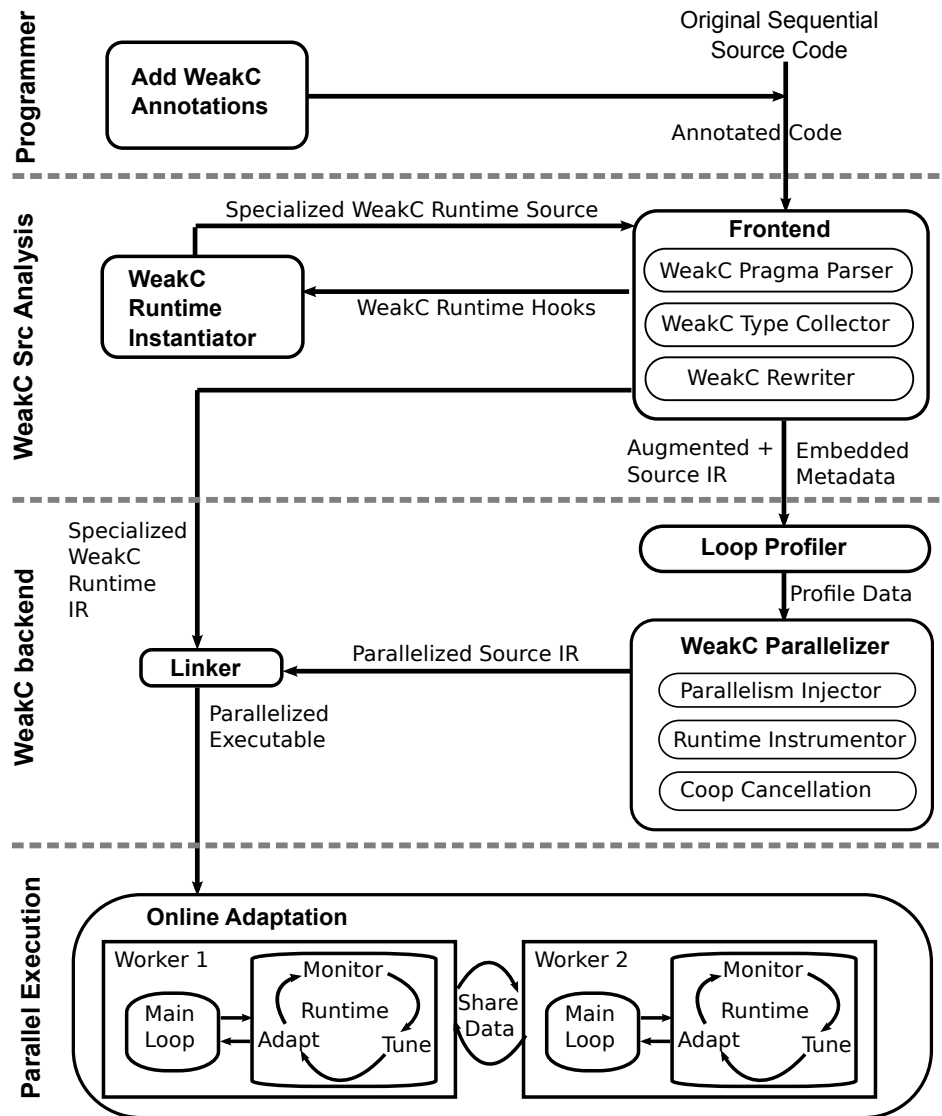 Programmer
Original Sequential
Source Code
Add WeakC
Annotations
Annotated Code
WeakC Src Analysis
Specialized WeakC Runtime Source
Frontend
WeakC Pragma Parser
WeakC Type Collector
WeakC Rewriter
WeakC
Runtime
Instantiator
WeakC Runtime Hooks
Augmented +
Source IR
Embedded
Metadata
WeakC backend
Specialized
WeakC
Runtime
IR
Loop Profiler
Profile Data
WeakC Parallelizer
Parallelism Injector
Runtime Instrumentor
Coop Cancellation
Parallelized Source IR
Linker
Parallelized
Executable
Parallel Execution
Online Adaptation
Worker 1
Main
Loop
Monitor
Runtime
Adapt
Tune
Share
Data
Worker 2
Main
Loop
Monitor
Runtime
Adapt
Tune